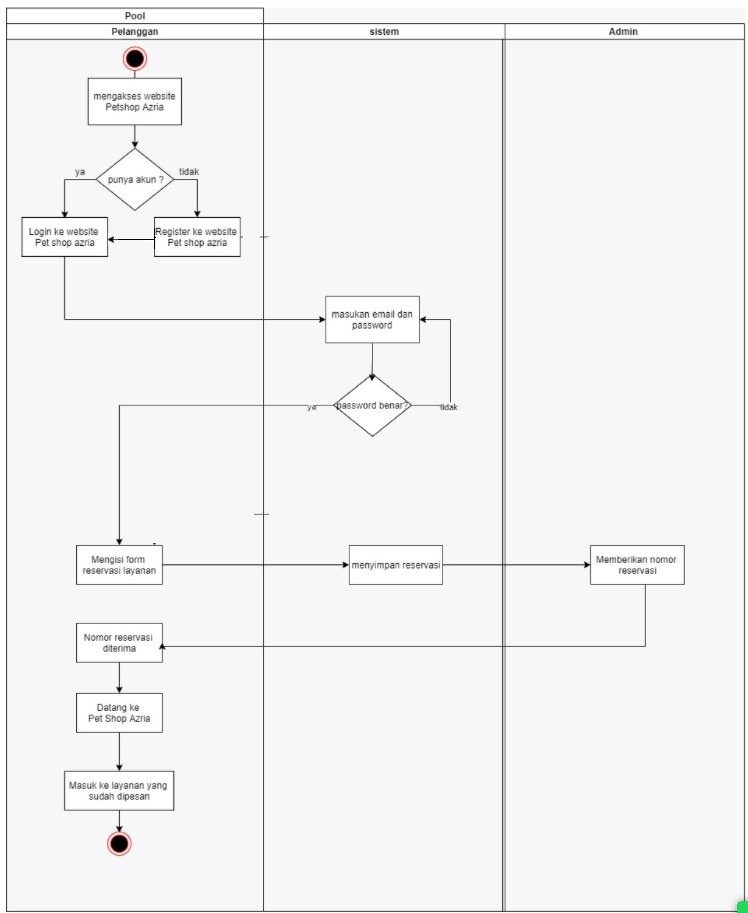 Pool
Pelanggan
sistem
Admin
mengakses website
Petshop Azria
punya akun ?
ya
tidak
Login ke website
Pet shop azria
Register ke website
Pet shop azria
masukan email dan
password
password benar?
ya
tidak
Mengisi form
reservasi layanan
menyimpan reservasi
Memberikan nomor
reservasi
Nomor reservasi
diterima
Datang ke
Pet Shop Azria
Masuk ke layanan yang
sudah dipesan